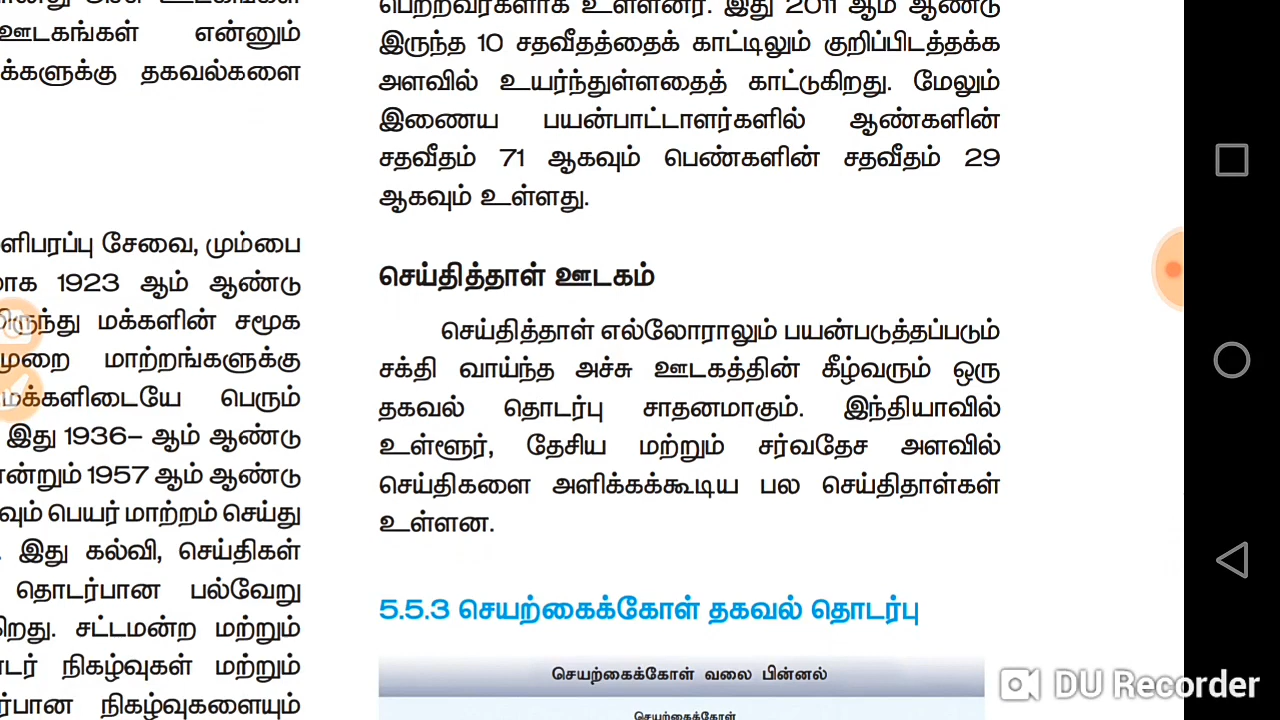 ஊடகங்கள் என்னும்
க்களுக்கு தகவல்களை
ளிபரப்பு சேவை, மும்பை
1923 ஆம் ஆண்டு
மக்களின் சமூக
மாற்றங்களுக்கு
மக்களிடையே பெரும்
இது 1936– ஆம் ஆண்டு
ன்றும் 1957 ஆம் ஆண்டு
வும் பெயர் மாற்றம் செய்து
இது கல்வி, செய்திகள்
தொடர்பான பல்வேறு
கிறது. சட்டமன்ற மற்றும்
டர் நிகழ்வுகள் மற்றும்
ர்பான நிகழ்வுகளையும்
பெற்றவர்களாக உள்ளனர். இது 2011 ஆம் ஆண்டு
இருந்த 10 சதவீதத்தைக் காட்டிலும் குறிப்பிடத்தக்க
அளவில் உயர்ந்துள்ளதைத் காட்டுகிறது. மேலும்
இணைய பயன்பாட்டாளர்களில் ஆண்களின்
சதவீதம் 71 ஆகவும் பெண்களின் சதவீதம் 29
ஆகவும் உள்ளது.
செய்தித்தாள் ஊடகம்
செய்தித்தாள் எல்லோராலும் பயன்படுத்தப்படும்
சக்தி வாய்ந்த அச்சு ஊடகத்தின் கீழ்வரும் ஒரு
தகவல் தொடர்பு சாதனமாகும். இந்தியாவில்
உள்ளூர், தேசிய மற்றும் சர்வதேச அளவில்
செய்திகளை அளிக்கக்கூடிய பல செய்திதாள்கள்
உள்ளன.
5.5.3 செயற்கைக்கோள் தகவல் தொடர்பு
செயற்கைக்கோள் வலை பின்னல்
செயற்கைக்கோள்
DU Recorder